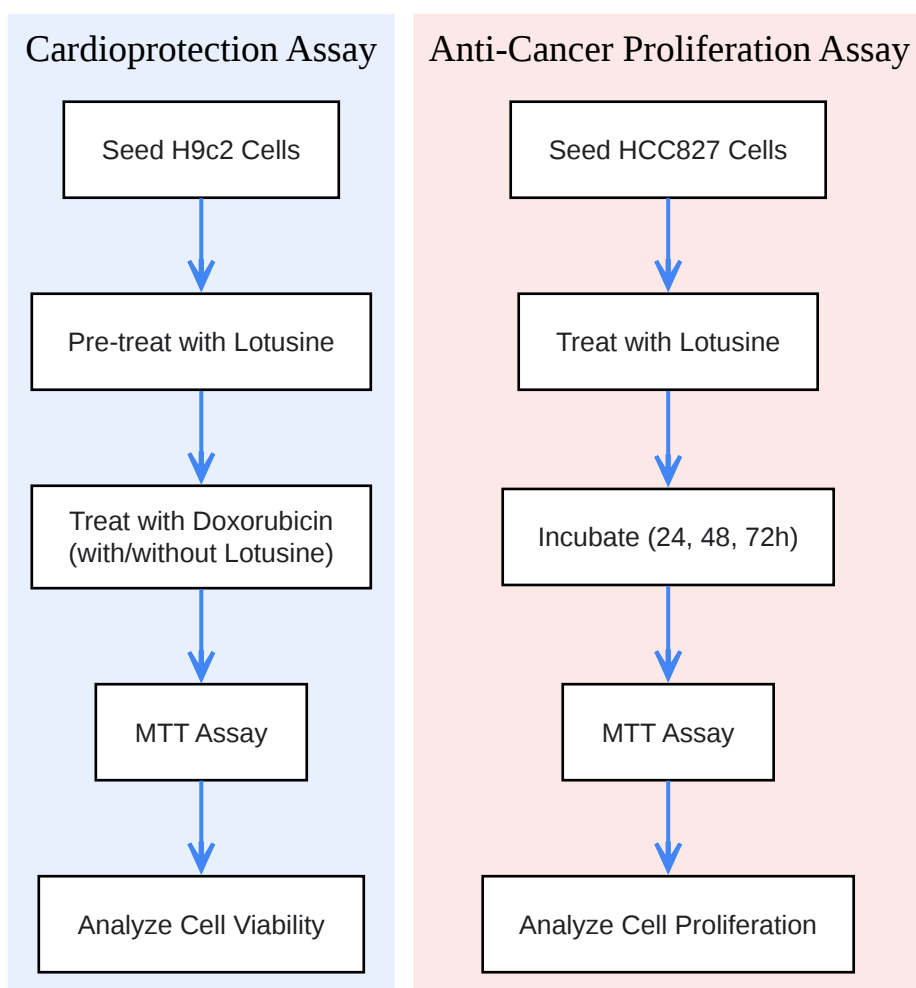 Cardioprotection Assay
Seed H9c2 Cells
Pre-treat with Lotusine
Treat with Doxorubicin
(with/without Lotusine)
MTT Assay
Analyze Cell Viability
Anti-Cancer Proliferation Assay
Seed HCC827 Cells
Treat with Lotusine
Incubate (24, 48, 72h)
MTT Assay
Analyze Cell Proliferation